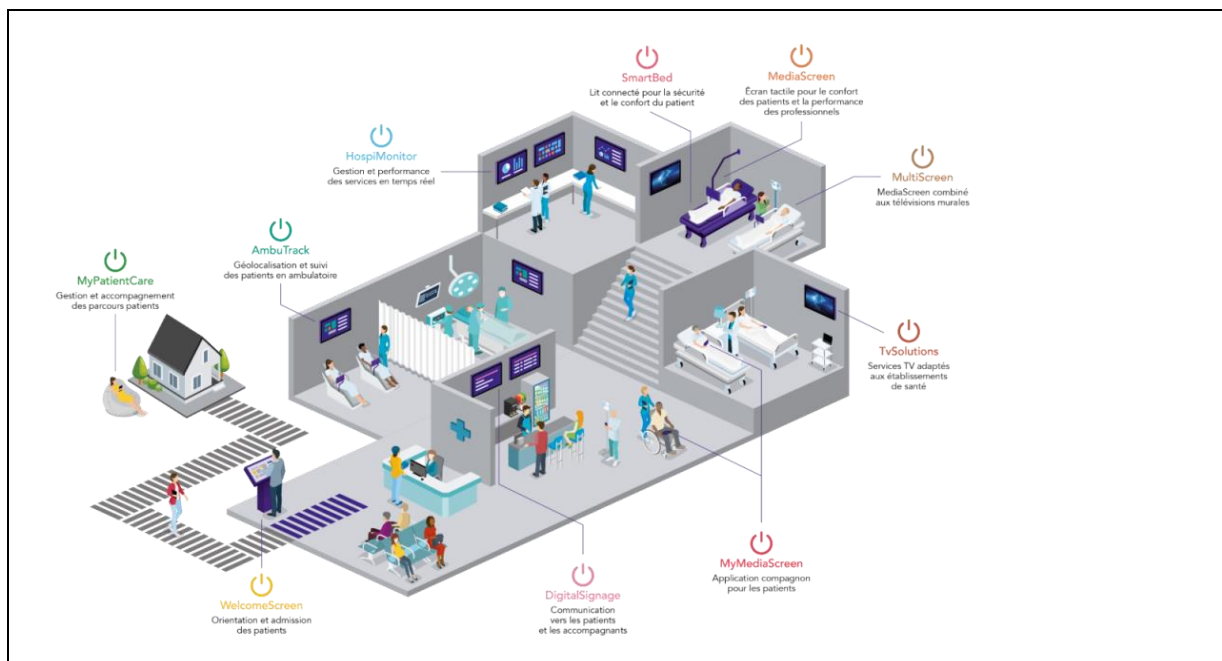 SmartBed
Lit connecté pour la sécurité
et le confort du patient
MediaScreen
Écran tactile pour le confort
des patients et la performance
des professionnels
HospiMonitor
Gestion et performance
des services en temps réel
MultiScreen
MediaScreen combiné
aux télévisions murales
AmbuTrack
Géolocalisation et suivi
des patients en ambulatoire
MyPatientCare
Gestion et accompagnement
des parcours patients
TvSolutions
Services TV adaptés
aux établissements
de santé
MyMediaScreen
Application compagnon
pour les patients
DigitalSignage
Communication
vers les patients
et les accompagnants
WelcomeScreen
Orientation et admission
des patients